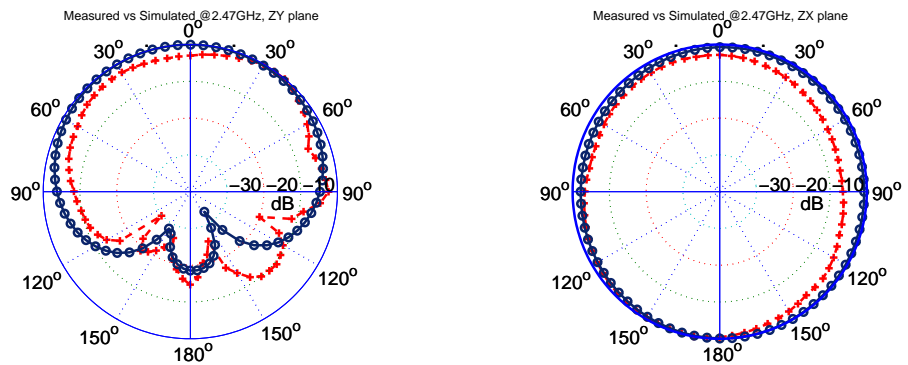 Measured vs Simulated @2.47GHz, ZY plane
0º
30º
30º
60º
60º
90º
−30 −20 −10
90º
dB
120º
120º
150º
150º
180º
Measured vs Simulated @2.47GHz, ZX plane
0º
30º
30º
60º
60º
90º
−30 −20 −10
90º
dB
120º
120º
150º
150º
180º